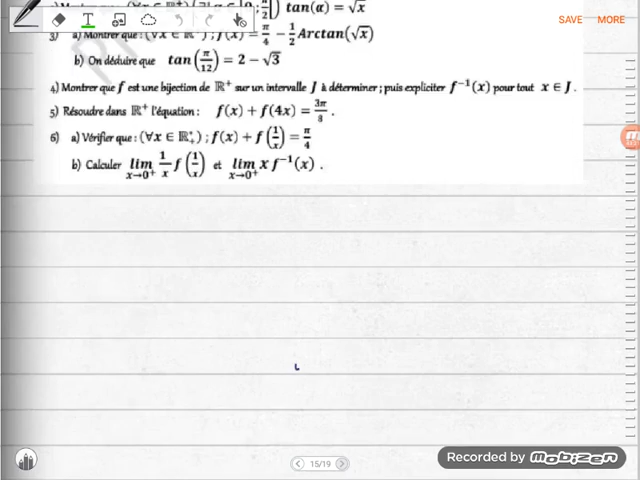 SAVE MORE
tan(α) = √x
3) a) Montrer que : (∀x ∈ ℝ⁺) ; f(x) = π/4 − 1/2 Arctan(√x)
b) On déduire que tan(π/12) = 2 − √3
4) Montrer que f est une bijection de ℝ⁺ sur un intervalle J à déterminer ; puis expliciter f⁻¹(x) pour tout x ∈ J .
5) Résoudre dans ℝ⁺ l'équation : f(x) + f(4x) = 3π/8 .
6) a) Vérifier que : (∀x ∈ ℝ*₊) ; f(x) + f(1/x) = π/4
b) Calculer lim x→0⁺ 1/x f(1/x) et lim x→0⁺ x f⁻¹(x) .
Recorded by mobizen
15/19